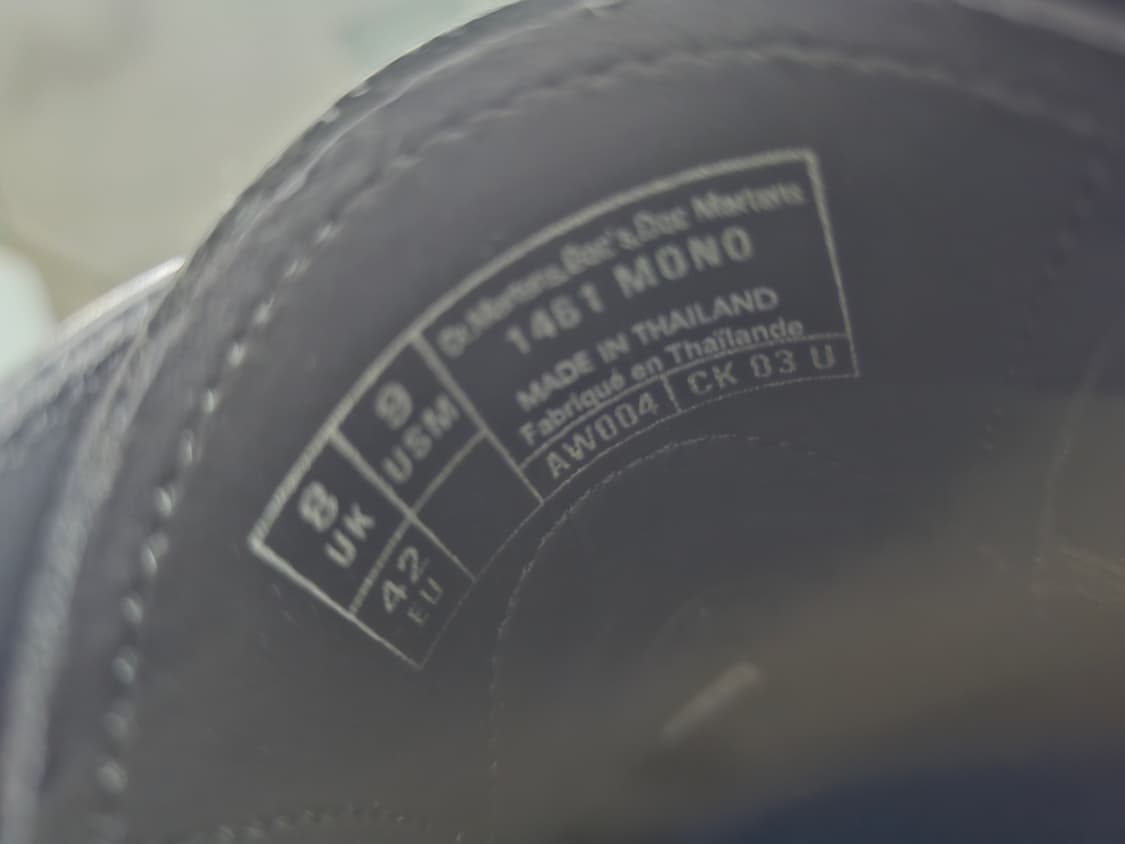 Dr.Martens,Doc's,Doc Martens
1461 MONO
MADE IN THAILAND
Fabriqué en Thaïlande
AW004 CK 03 U
9
USM
8
UK
42
EU